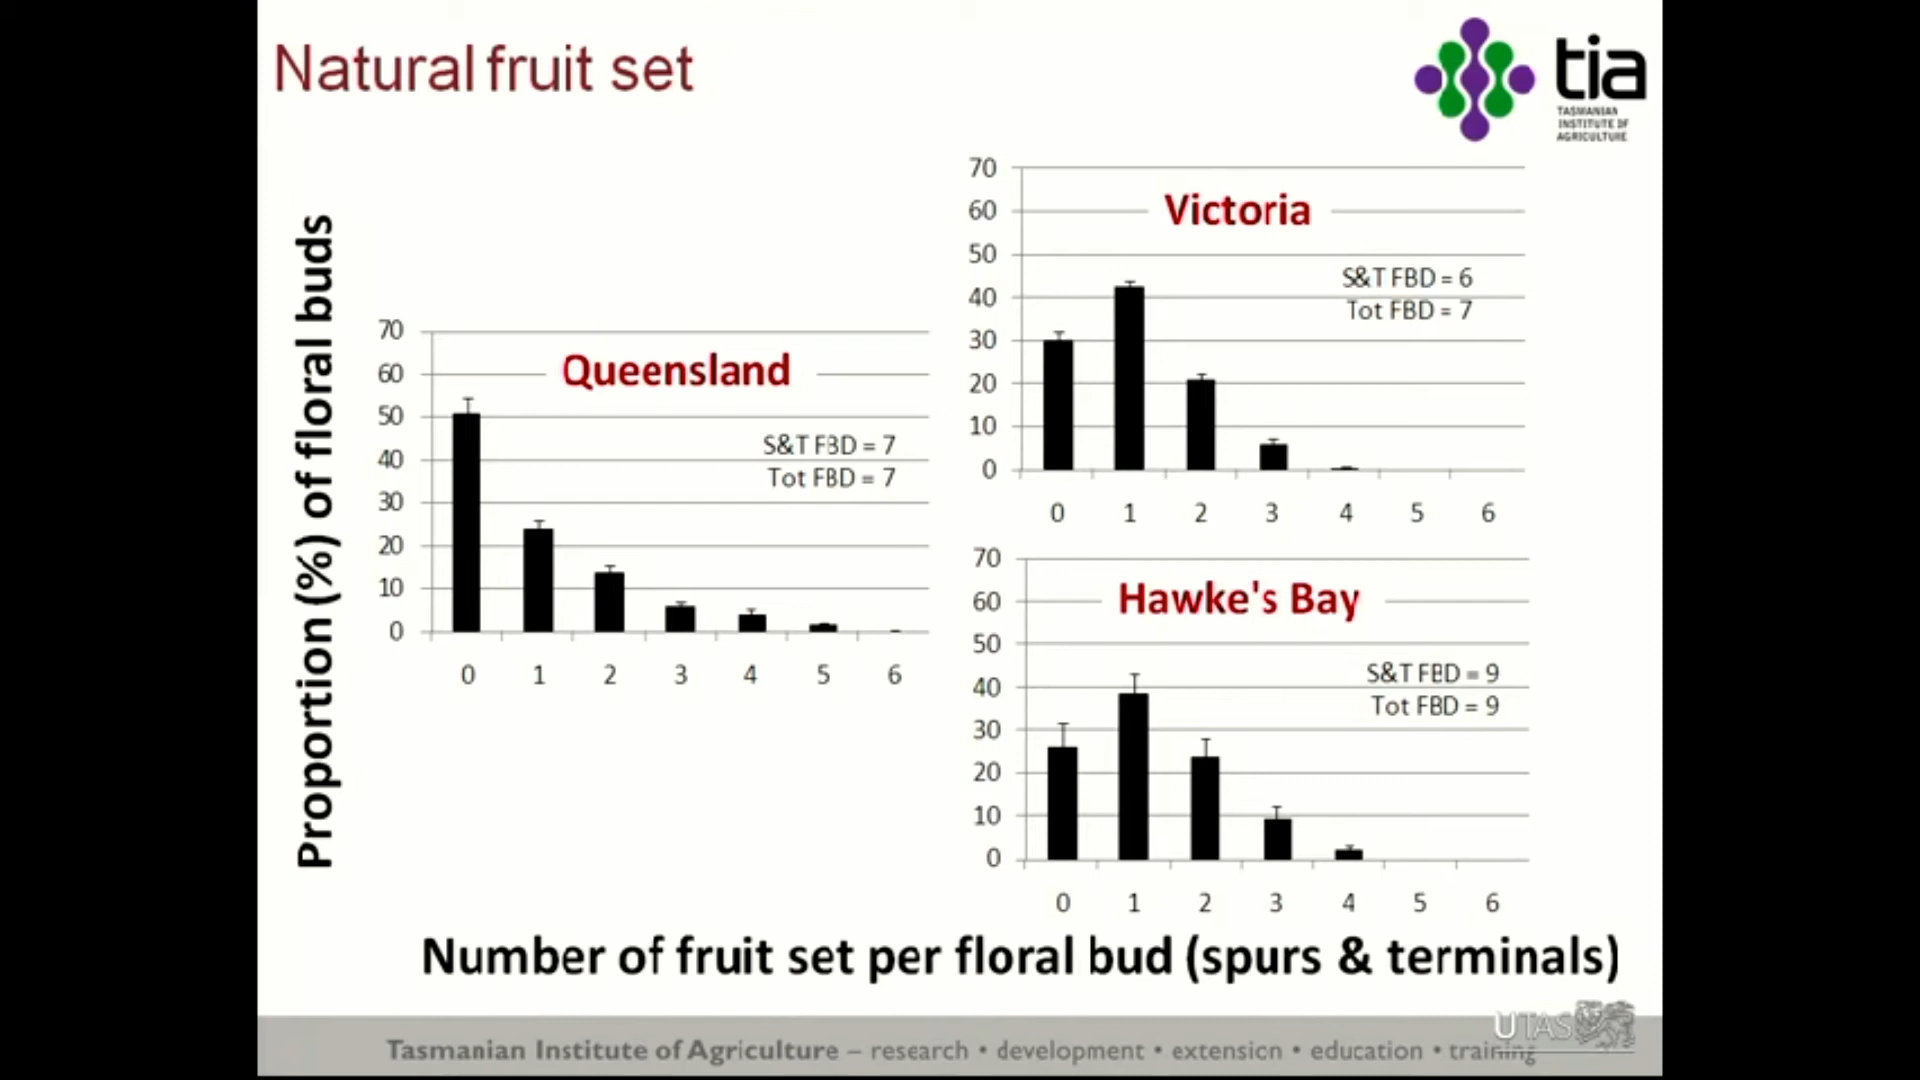 Natural fruit set
tia
TASMANIAN
INSTITUTE OF
AGRICULTURE
Proportion (%) of floral buds
Queensland
S&T FBD = 7
Tot FBD = 7
70
60
50
40
30
20
10
0
0 1 2 3 4 5 6
Victoria
S&T FBD = 6
Tot FBD = 7
70
60
50
40
30
20
10
0
0 1 2 3 4 5 6
Hawke's Bay
S&T FBD = 9
Tot FBD = 9
70
60
50
40
30
20
10
0
0 1 2 3 4 5 6
Number of fruit set per floral bud (spurs & terminals)
UTAS
Tasmanian Institute of Agriculture – research • development • extension • education • training